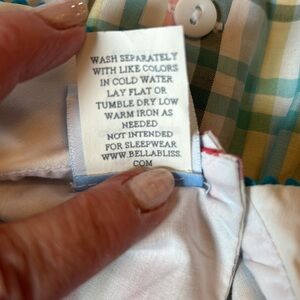 WASH SEPARATELY
WITH LIKE COLORS
IN COLD WATER
LAY FLAT OR
TUMBLE DRY LOW
WARM IRON AS
NEEDED
NOT INTENDED
FOR SLEEPWEAR
WWW.BELLABLISS.
COM